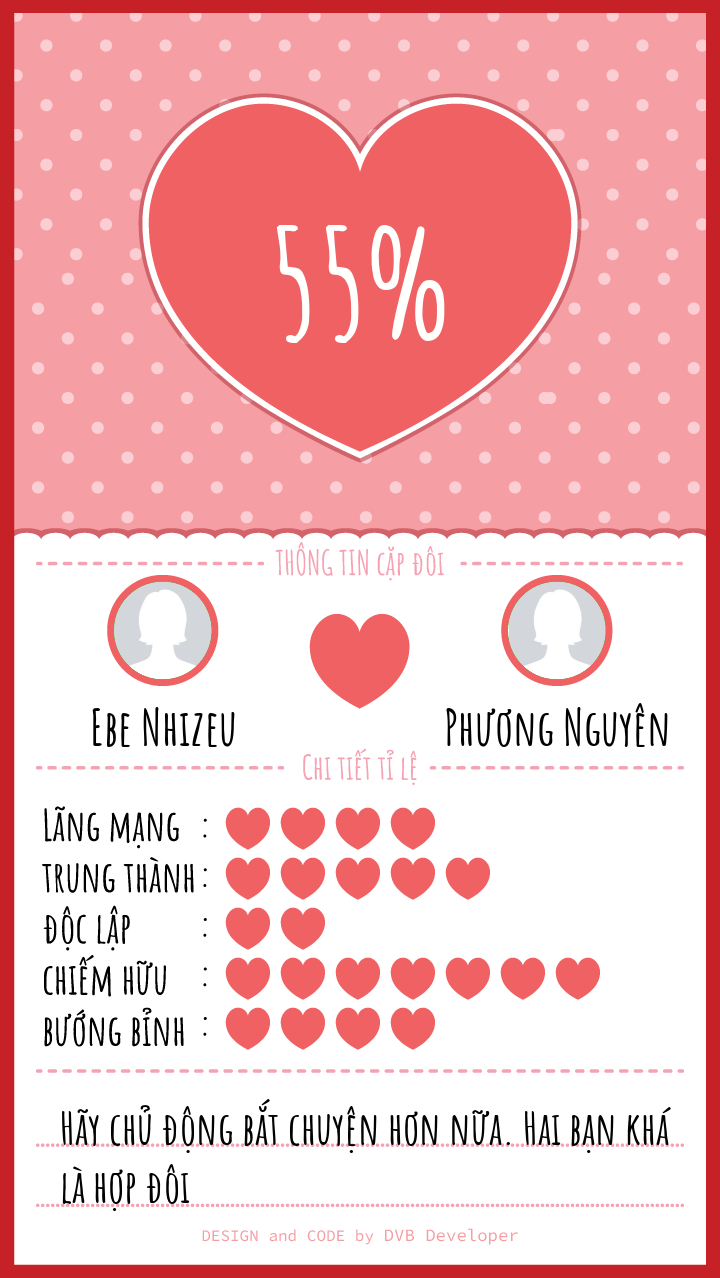 55%
THÔNG TIN CẶP ĐÔI
EBE NHIZEU
PHƯƠNG NGUYÊN
CHI TIẾT TỈ LỆ
LÃNG MẠNG :
TRUNG THÀNH :
ĐỘC LẬP :
CHIẾM HỮU :
BƯỚNG BỈNH :
HÃY CHỦ ĐỘNG BẮT CHUYỆN HƠN NỮA. HAI BẠN KHÁ
LÀ HỢP ĐÔI
DESIGN and CODE by DVB Developer